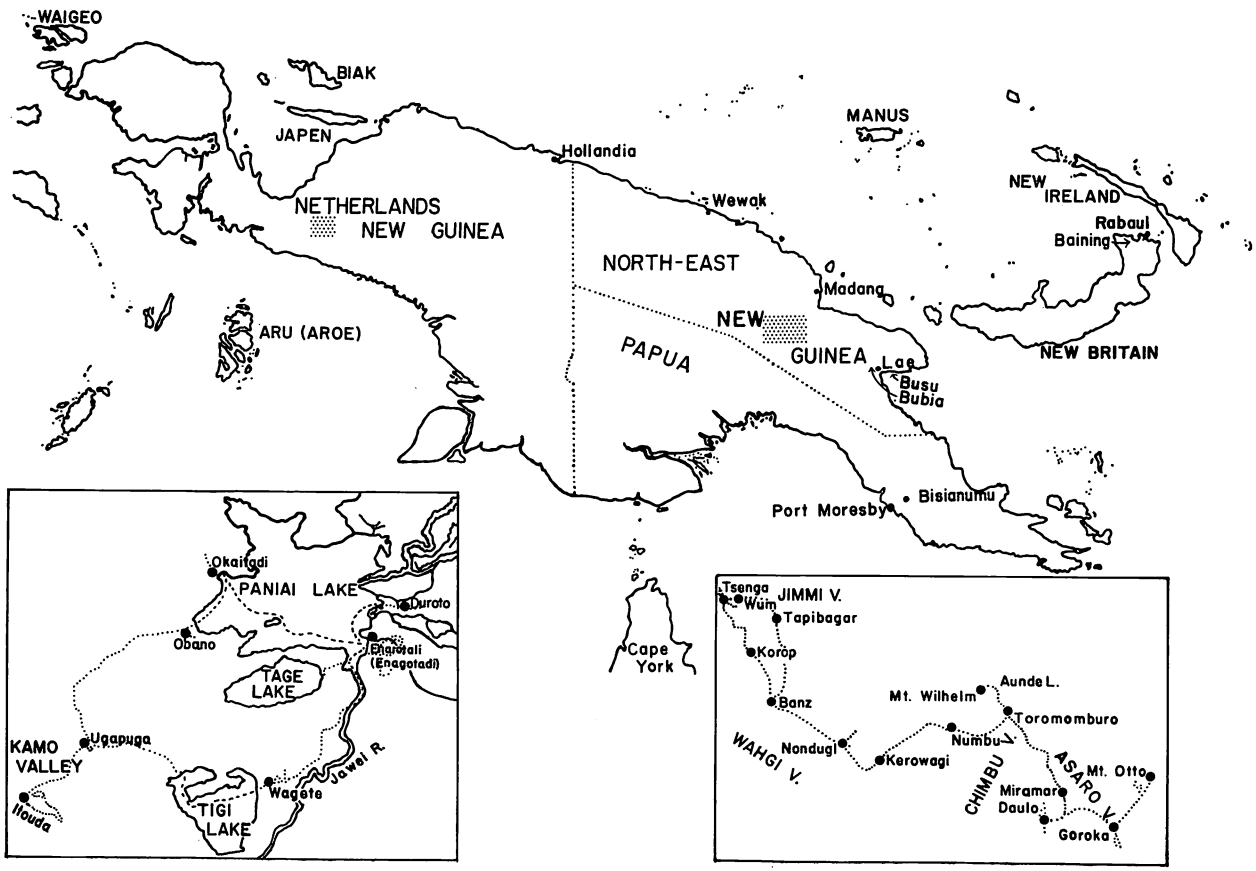 WAIGEO
BIAK
JAPEN
MANUS
Hollandia
NEW
IRELAND
Wewak
NETHERLANDS
NEW GUINEA
Rabaul
Baining
NORTH-EAST
Madang
NEW
GUINEA
ARU (AROE)
PAPUA
NEW BRITAIN
Lae
Busu
Bubia
Bisianumu
Port Moresby
Cape
York
Okaitadi
PANIAI LAKE
Duroto
Obano
Enarotali
(Enagotadi)
TAGE
LAKE
Ugapuga
KAMO
VALLEY
Jawei R.
Wagete
Itouda
TIGI
LAKE
Tsenga
Wum
JIMMI V.
Tapibagar
Korop
Banz
Mt. Wilhelm
Aunde L.
Toromomburo
Nondugl
Numbu
WAHGI V.
Kerowagi
CHIMBU V.
ASARO V.
Mt. Otto
Miramar
Daulo
Goroka